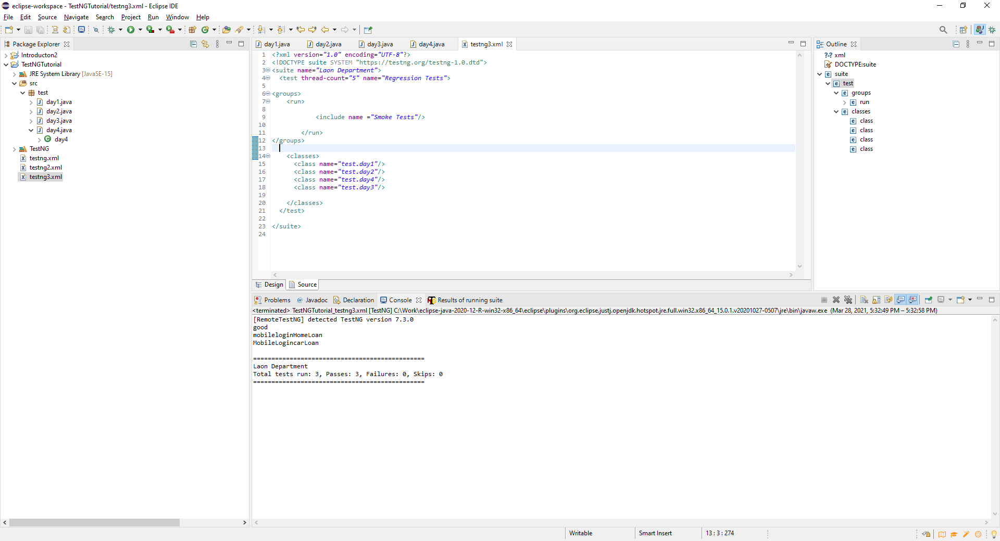 eclipse-workspace - TestNGTutorial/testng3.xml - Eclipse IDE
File Edit Source Navigate Search Project Run Window Help
Package Explorer
Introducton2
TestNGTutorial
JRE System Library [JavaSE-15]
src
test
day1.java
day2.java
day3.java
day4.java
day4
TestNG
testng.xml
testng2.xml
testng3.xml
day1.java day2.java day3.java day4.java testng3.xml
1 <?xml version="1.0" encoding="UTF-8"?>
2 <!DOCTYPE suite SYSTEM "https://testng.org/testng-1.0.dtd">
3 <suite name="Laon Department">
4 <test thread-count="5" name="Regression Tests">
5
6 <groups>
7 <run>
8
9 <include name ="Smoke Tests"/>
10
11 </run>
12 </groups>
13
14 <classes>
15 <class name="test.day1"/>
16 <class name="test.day2"/>
17 <class name="test.day4"/>
18 <class name="test.day3"/>
19
20 </classes>
21 </test>
22
23 </suite>
24
Design Source
Outline
?-? xml
DOCTYPE:suite
suite
test
groups
run
classes
class
class
class
class
Problems @ Javadoc Declaration Console Results of running suite
<terminated> TestNGTutorial_testng3.xml [TestNG] C:\Work\eclipse-java-2020-12-R-win32-x86_64\eclipse\plugins\org.eclipse.justj.openjdk.hotspot.jre.full.win32.x86_64_15.0.1.v20201027-0507\jre\bin\javaw.exe (Mar 28, 2021, 5:32:49 PM – 5:32:58 PM)
[RemoteTestNG] detected TestNG version 7.3.0
good
mobileloginHomeLoan
MobileLogincarLoan
===============================================
Laon Department
Total tests run: 3, Passes: 3, Failures: 0, Skips: 0
===============================================
Writable Smart Insert 13 : 3 : 274